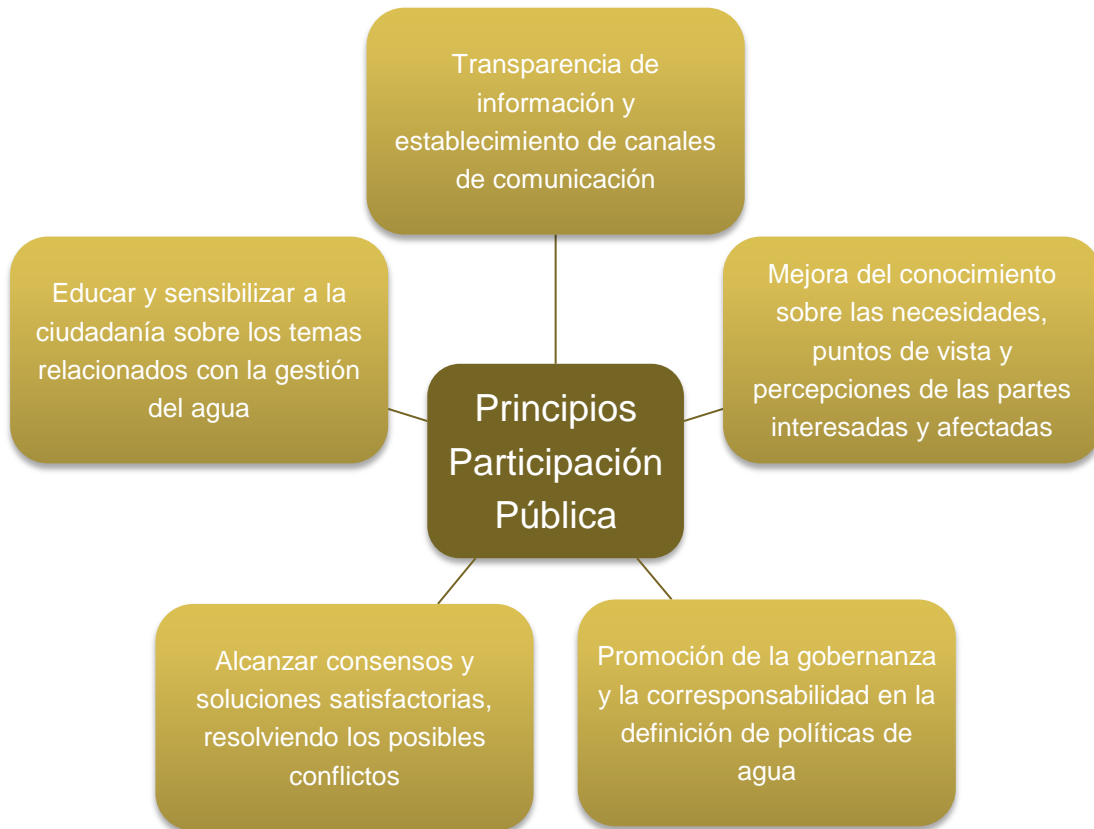 Transparencia de
información y
establecimiento de canales
de comunicación
Educar y sensibilizar a la
ciudadanía sobre los temas
relacionados con la gestión
del agua
Mejora del conocimiento
sobre las necesidades,
puntos de vista y
percepciones de las partes
interesadas y afectadas
Principios
Participación
Pública
Alcanzar consensos y
soluciones satisfactorias,
resolviendo los posibles
conflictos
Promoción de la gobernanza
y la corresponsabilidad en la
definición de políticas de
agua